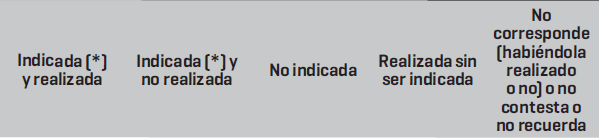 Indicada (*)
y realizada
Indicada (*) y
no realizada
No indicada
Realizada sin
ser indicada
No
corresponde
(habiéndola
realizado
o no) o no
contesta o
no recuerda